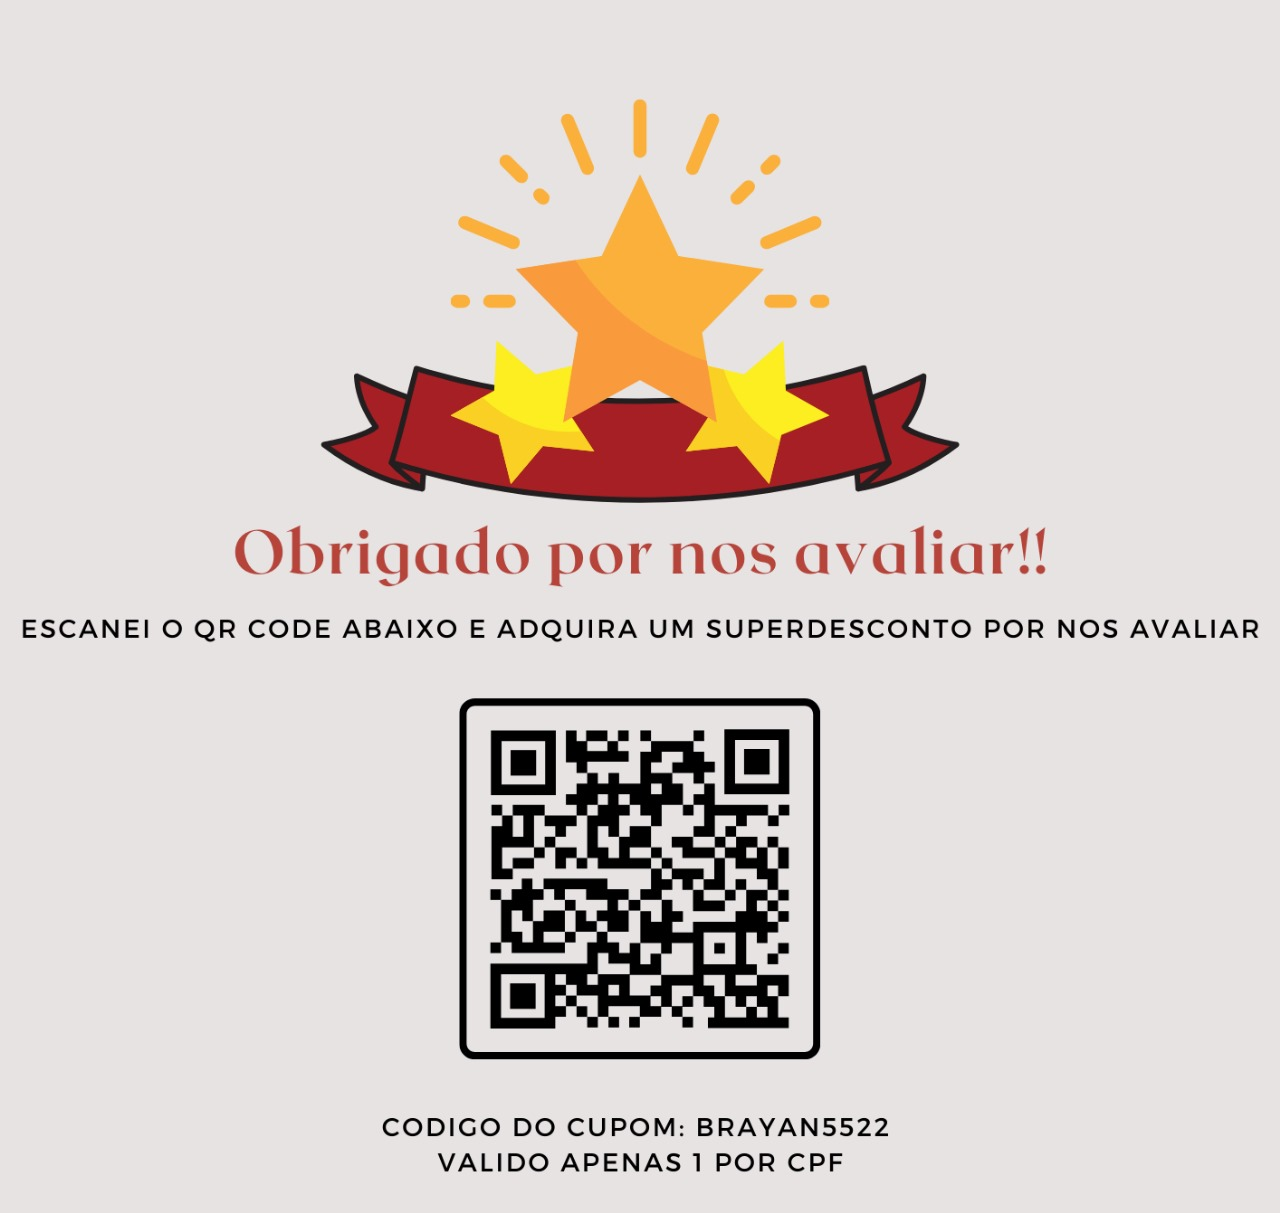 Obrigado por nos avaliar!!
ESCANEI O QR CODE ABAIXO E ADQUIRA UM SUPERDESCONTO POR NOS AVALIAR
CODIGO DO CUPOM: BRAYAN5522
VALIDO APENAS 1 POR CPF